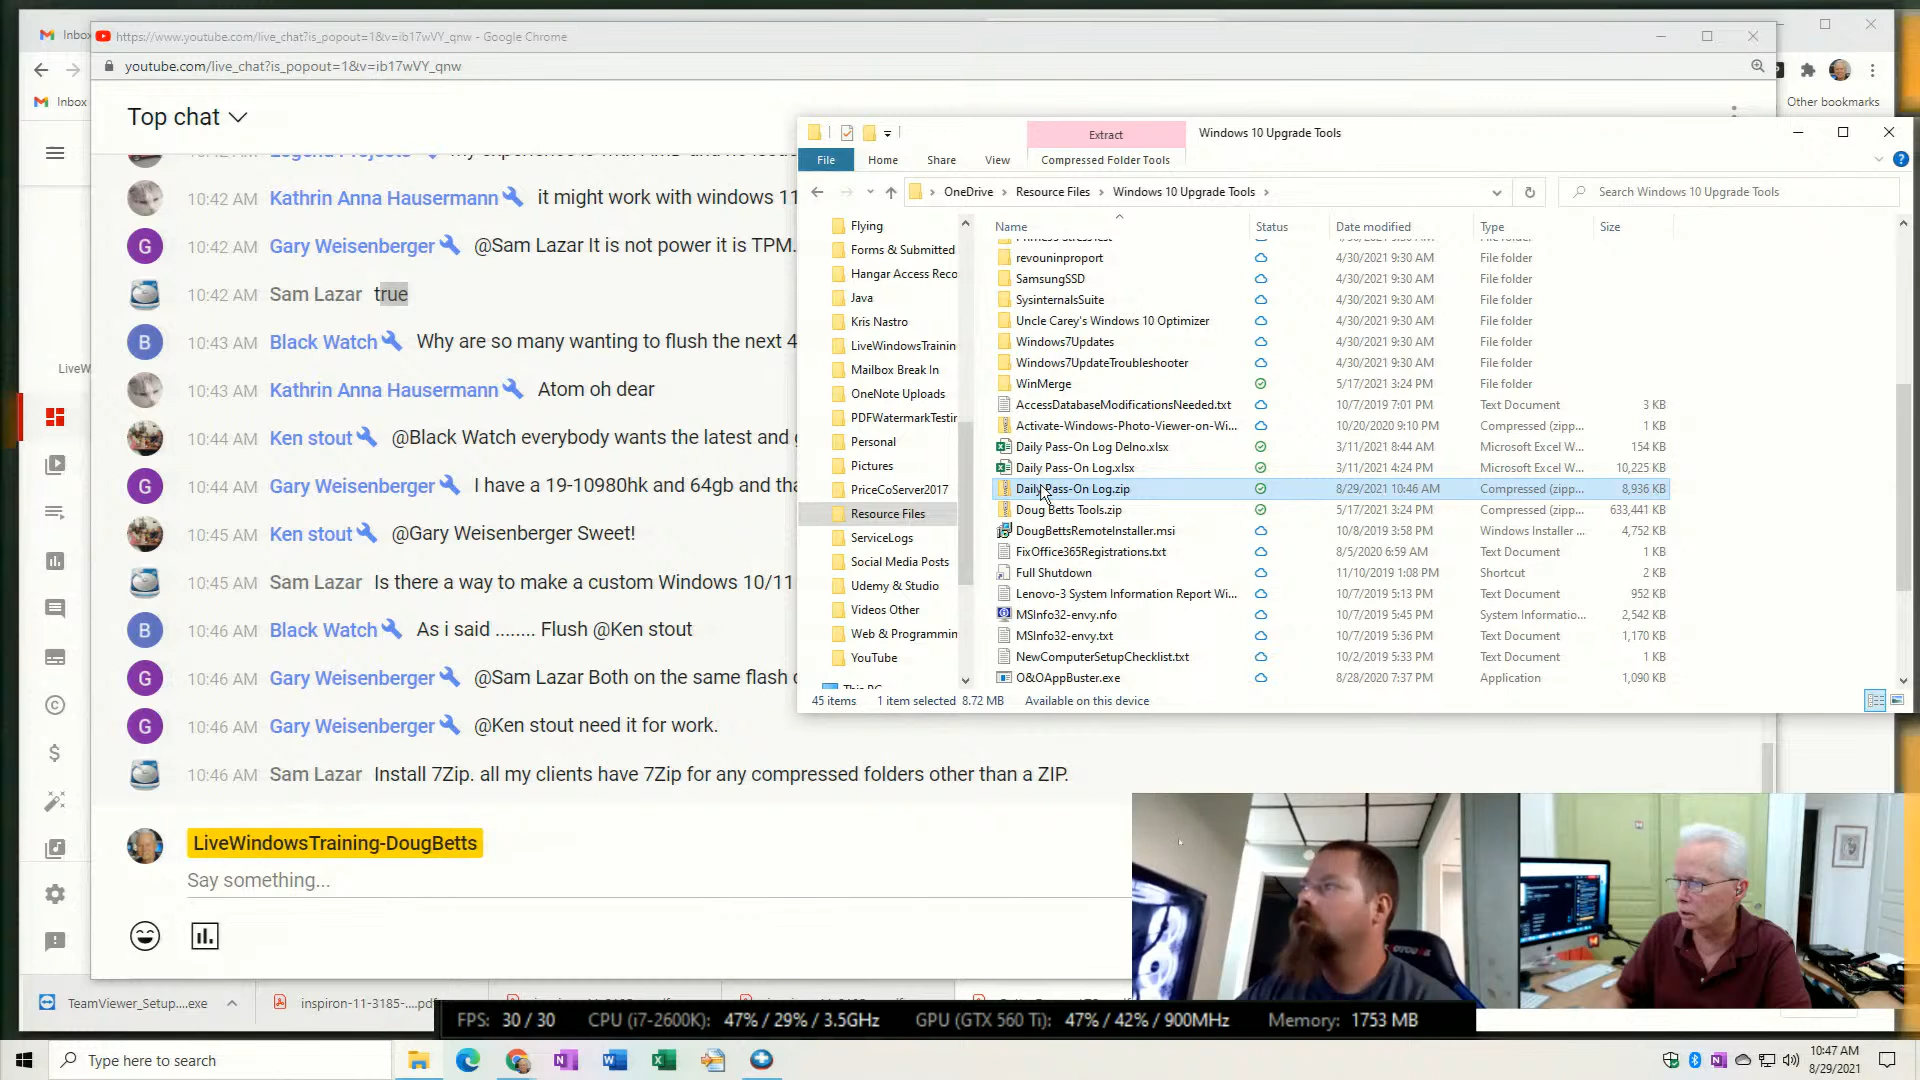 Inbox
https://www.youtube.com/live_chat?is_popout=1&v=ib17wVY_qnw - Google Chrome
youtube.com/live_chat?is_popout=1&v=ib17wVY_qnw
Inbox
Other bookmarks
Top chat
10:42 AM Kathrin Anna Hausermann it might work with windows 11
10:42 AM Gary Weisenberger @Sam Lazar It is not power it is TPM.
10:42 AM Sam Lazar true
10:43 AM Black Watch Why are so many wanting to flush the next 4
10:43 AM Kathrin Anna Hausermann Atom oh dear
10:44 AM Ken stout @Black Watch everybody wants the latest and
10:44 AM Gary Weisenberger I have a 19-10980hk and 64gb and tha
10:45 AM Ken stout @Gary Weisenberger Sweet!
10:45 AM Sam Lazar Is there a way to make a custom Windows 10/11
10:46 AM Black Watch As i said ........ Flush @Ken stout
10:46 AM Gary Weisenberger @Sam Lazar Both on the same flash
10:46 AM Gary Weisenberger @Ken stout need it for work.
10:46 AM Sam Lazar Install 7Zip. all my clients have 7Zip for any compressed folders other than a ZIP.
LiveWindowsTraining-DougBetts
Say something...
LiveW
Extract
Windows 10 Upgrade Tools
File Home Share View Compressed Folder Tools
OneDrive > Resource Files > Windows 10 Upgrade Tools >
Search Windows 10 Upgrade Tools
Flying
Forms & Submitted
Hangar Access Reco
Java
Kris Nastro
LiveWindowsTrainin
Mailbox Break In
OneNote Uploads
PDFWatermarkTestin
Personal
Pictures
PriceCoServer2017
Resource Files
ServiceLogs
Social Media Posts
Udemy & Studio
Videos Other
Web & Programmin
YouTube
This PC
Name Status Date modified Type Size
4/30/2021 9:30 AM File folder
revouninproport 4/30/2021 9:30 AM File folder
SamsungSSD 4/30/2021 9:30 AM File folder
SysinternalsSuite 4/30/2021 9:30 AM File folder
Uncle Carey's Windows 10 Optimizer 4/30/2021 9:30 AM File folder
Windows7Updates 4/30/2021 9:30 AM File folder
Windows7UpdateTroubleshooter 4/30/2021 9:30 AM File folder
WinMerge 5/17/2021 3:24 PM File folder
AccessDatabaseModificationsNeeded.txt 10/7/2019 7:01 PM Text Document 3 KB
Activate-Windows-Photo-Viewer-on-Wi... 10/20/2020 9:10 PM Compressed (zipp... 1 KB
Daily Pass-On Log Delno.xlsx 3/11/2021 8:44 AM Microsoft Excel W... 154 KB
Daily Pass-On Log.xlsx 3/11/2021 4:24 PM Microsoft Excel W... 10,225 KB
Daily Pass-On Log.zip 8/29/2021 10:46 AM Compressed (zipp... 8,936 KB
Doug Betts Tools.zip 5/17/2021 3:24 PM Compressed (zipp... 633,441 KB
DougBettsRemoteInstaller.msi 10/8/2019 3:58 PM Windows Installer ... 4,752 KB
FixOffice365Registrations.txt 8/5/2020 6:59 AM Text Document 1 KB
Full Shutdown 11/10/2019 1:08 PM Shortcut 2 KB
Lenovo-3 System Information Report Wi... 10/7/2019 5:13 PM Text Document 952 KB
MSInfo32-envy.nfo 10/7/2019 5:45 PM System Informatio... 2,542 KB
MSInfo32-envy.txt 10/7/2019 5:36 PM Text Document 1,170 KB
NewComputerSetupChecklist.txt 10/2/2019 5:33 PM Text Document 1 KB
O&OAppBuster.exe 8/28/2020 7:37 PM Application 1,090 KB
45 items 1 item selected 8.72 MB Available on this device
TeamViewer_Setup....exe
inspiron-11-3185-....pdf
FPS: 30 / 30 CPU (i7-2600K): 47% / 29% / 3.5GHz GPU (GTX 560 Ti): 47% / 42% / 900MHz Memory: 1753 MB
Type here to search
10:47 AM
8/29/2021